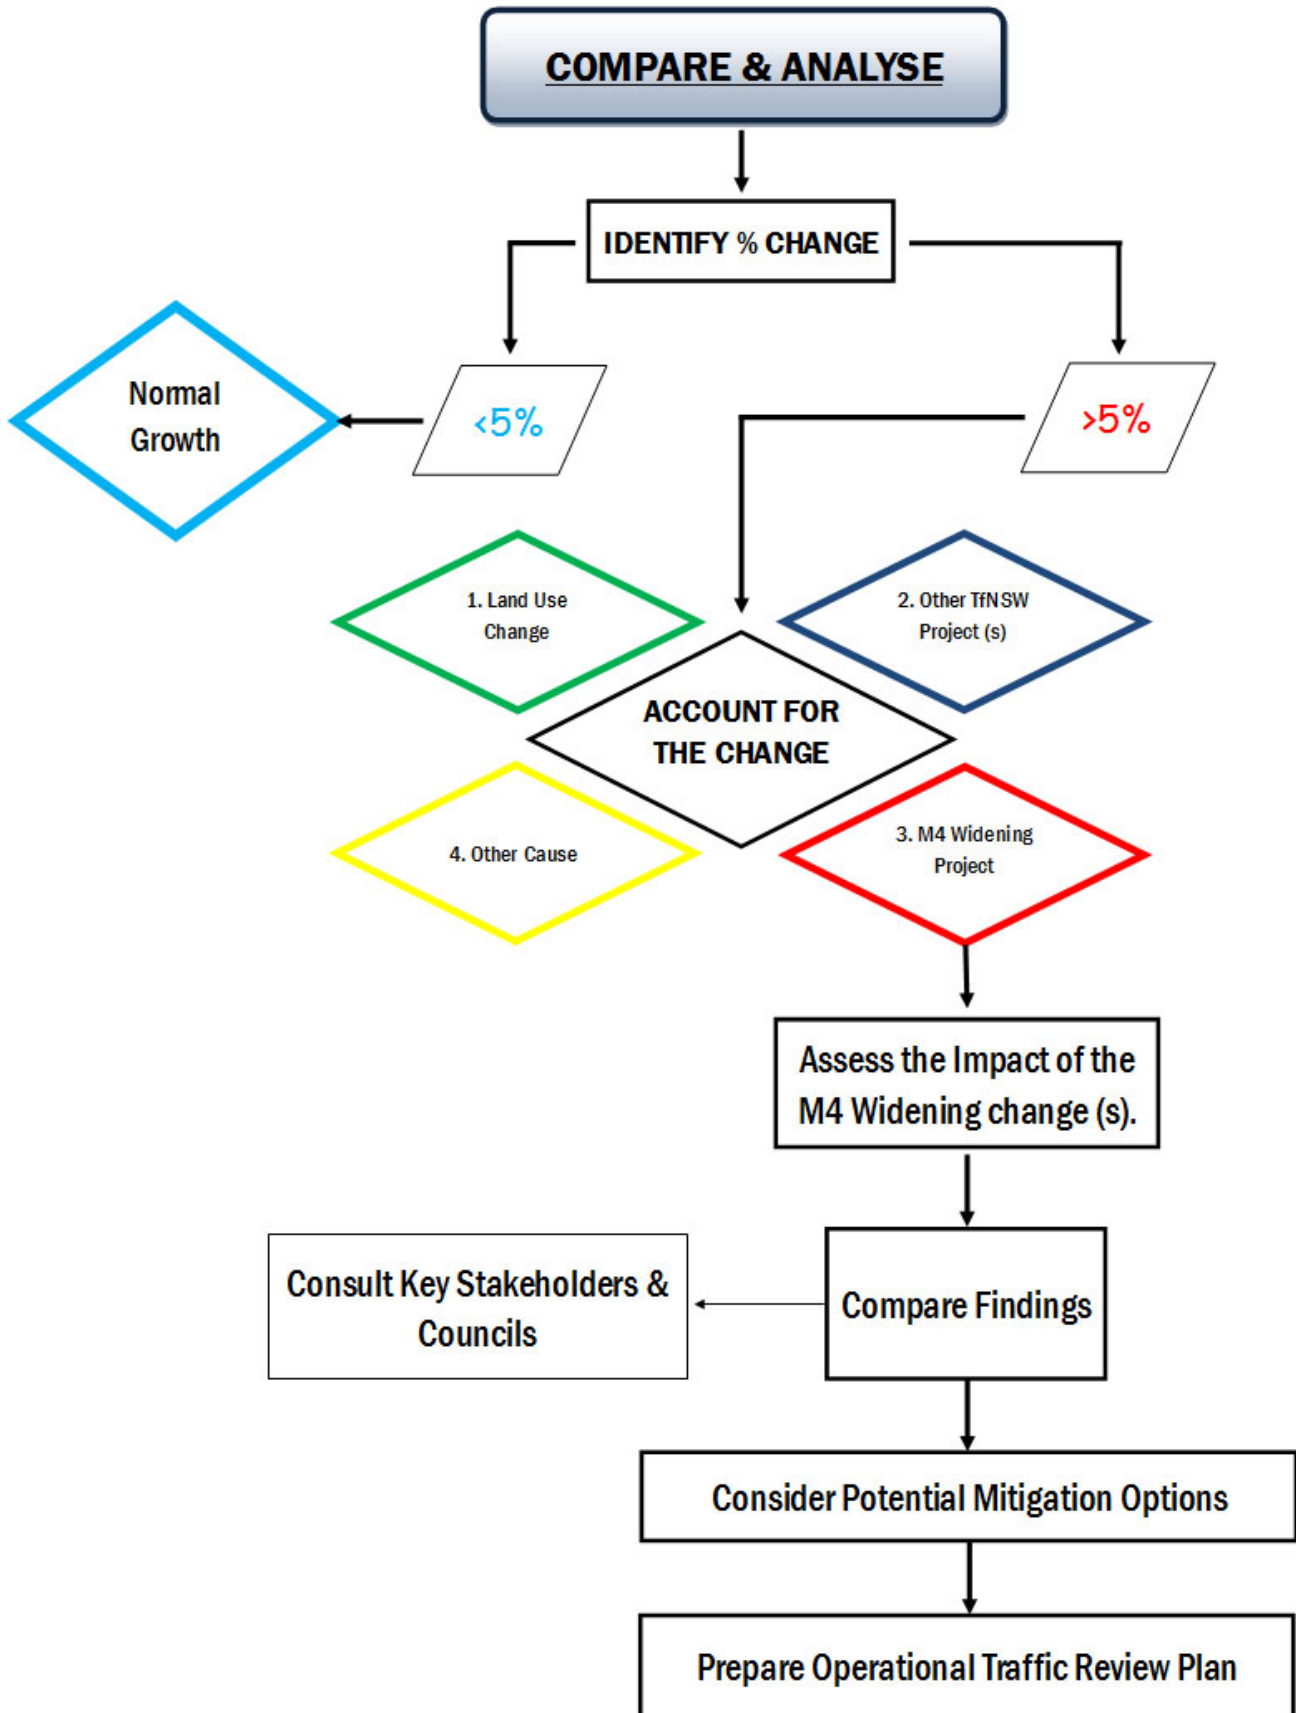 COMPARE & ANALYSE
IDENTIFY % CHANGE
Normal
Growth
<5%
>5%
1. Land Use
Change
2. Other TfNSW
Project (s)
ACCOUNT FOR
THE CHANGE
4. Other Cause
3. M4 Widening
Project
Assess the Impact of the
M4 Widening change (s).
Consult Key Stakeholders &
Councils
Compare Findings
Consider Potential Mitigation Options
Prepare Operational Traffic Review Plan